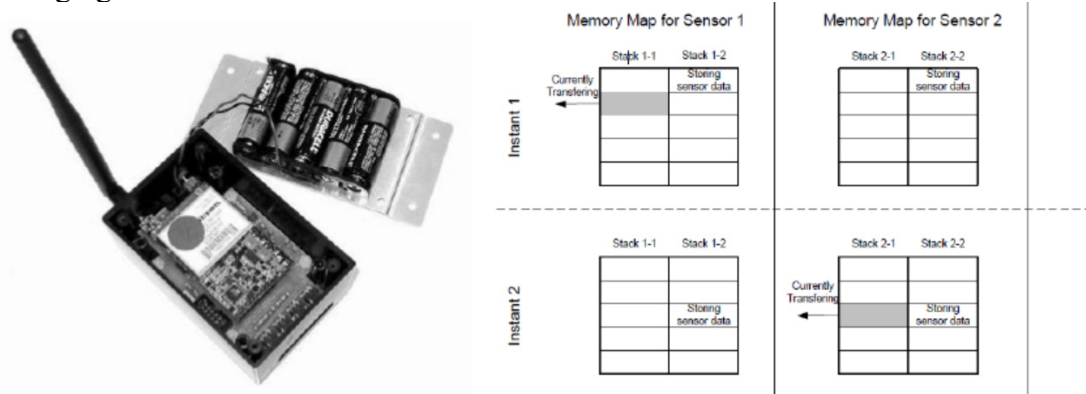 Memory Map for Sensor 1
Memory Map for Sensor 2
Instant 1
Stack 1-1 Stack 1-2
Currently
Transfering
Storing
sensor data
Stack 2-1 Stack 2-2
Storing
sensor data
Instant 2
Stack 1-1 Stack 1-2
Storing
sensor data
Stack 2-1 Stack 2-2
Currently
Transfering
Storing
sensor data
DURACELL